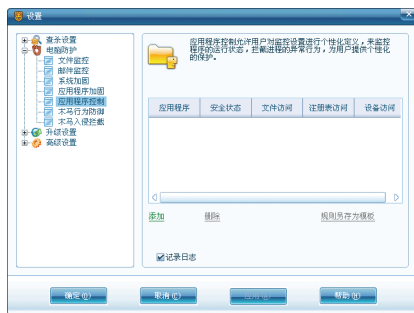 设置
查杀设置
电脑防护
文件监控
邮件监控
系统加固
应用程序加固
应用程序控制
木马行为防御
木马入侵拦截
升级设置
高级设置
应用程序控制允许用户对监控设置进行个性化定义，来监控
程序的运行状态，拦截进程的异常行为，为用户提供个性化
的保护。
应用程序 安全状态 文件访问 注册表访问 设备访问
添加 删除 规则另存为模板
记录日志
确定(O) 取消(C) 帮助(H)